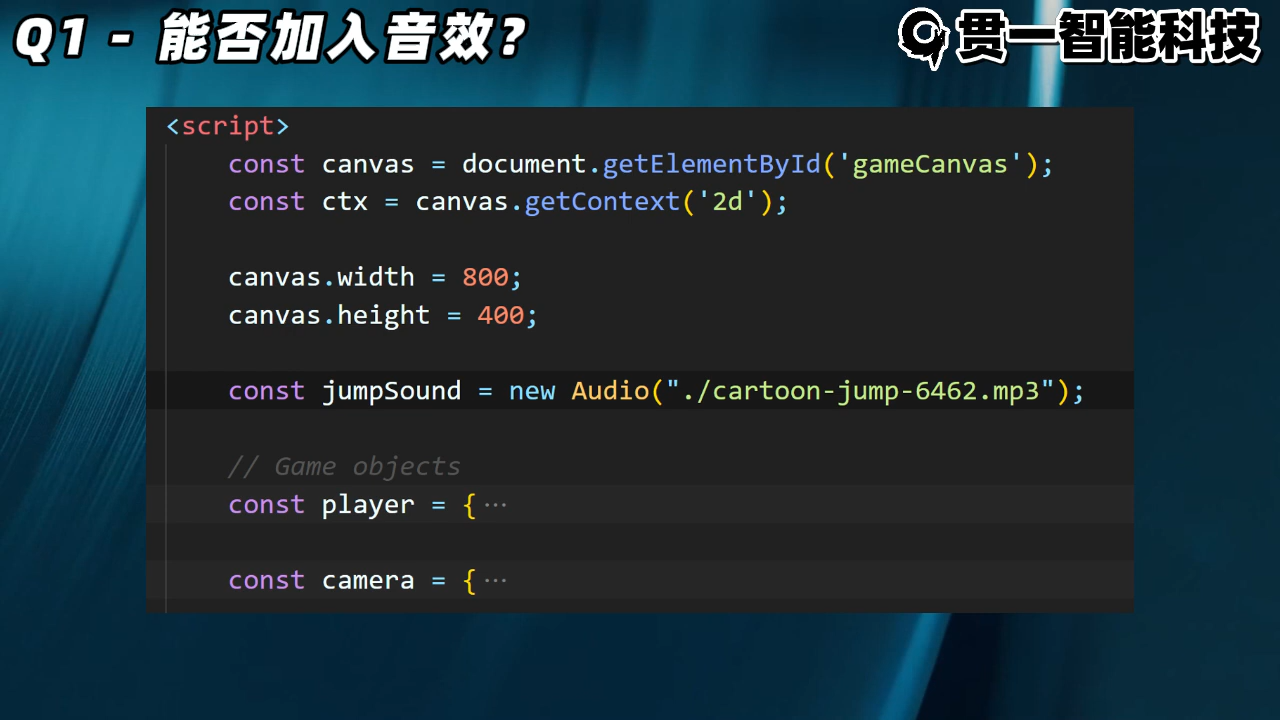 Q1 - 能否加入音效?
贯一智能科技
<script>
const canvas = document.getElementById('gameCanvas');
const ctx = canvas.getContext('2d');
canvas.width = 800;
canvas.height = 400;
const jumpSound = new Audio("./cartoon-jump-6462.mp3");
// Game objects
const player = {···
const camera = {···